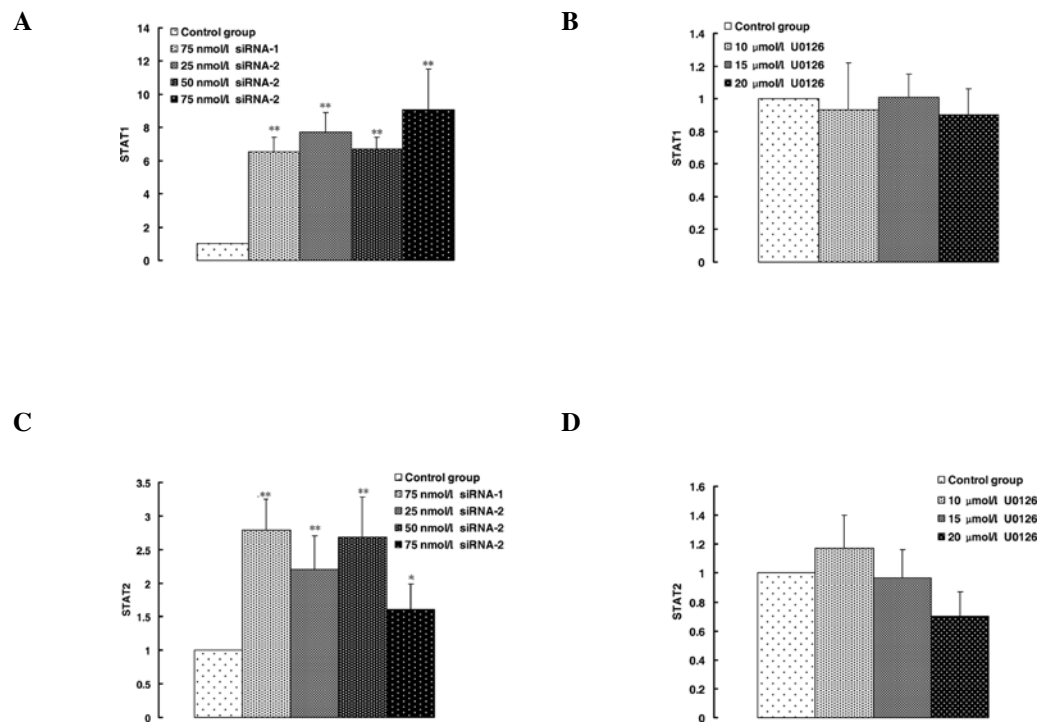 A
Control group
75 nmol/l siRNA-1
25 nmol/l siRNA-2
50 nmol/l siRNA-2
75 nmol/l siRNA-2
14
12
10
8
6
4
2
0
STAT1
**
**
**
**
B
Control group
10 μmol/l U0126
15 μmol/l U0126
20 μmol/l U0126
1.4
1.2
1
0.8
0.6
0.4
0.2
0
STAT1
C
Control group
75 nmol/l siRNA-1
25 nmol/l siRNA-2
50 nmol/l siRNA-2
75 nmol/l siRNA-2
3.5
3
2.5
2
1.5
1
0.5
0
STAT2
**
**
**
*
D
Control group
10 μmol/l U0126
15 μmol/l U0126
20 μmol/l U0126
1.6
1.4
1.2
1
0.8
0.6
0.4
0.2
0
STAT2